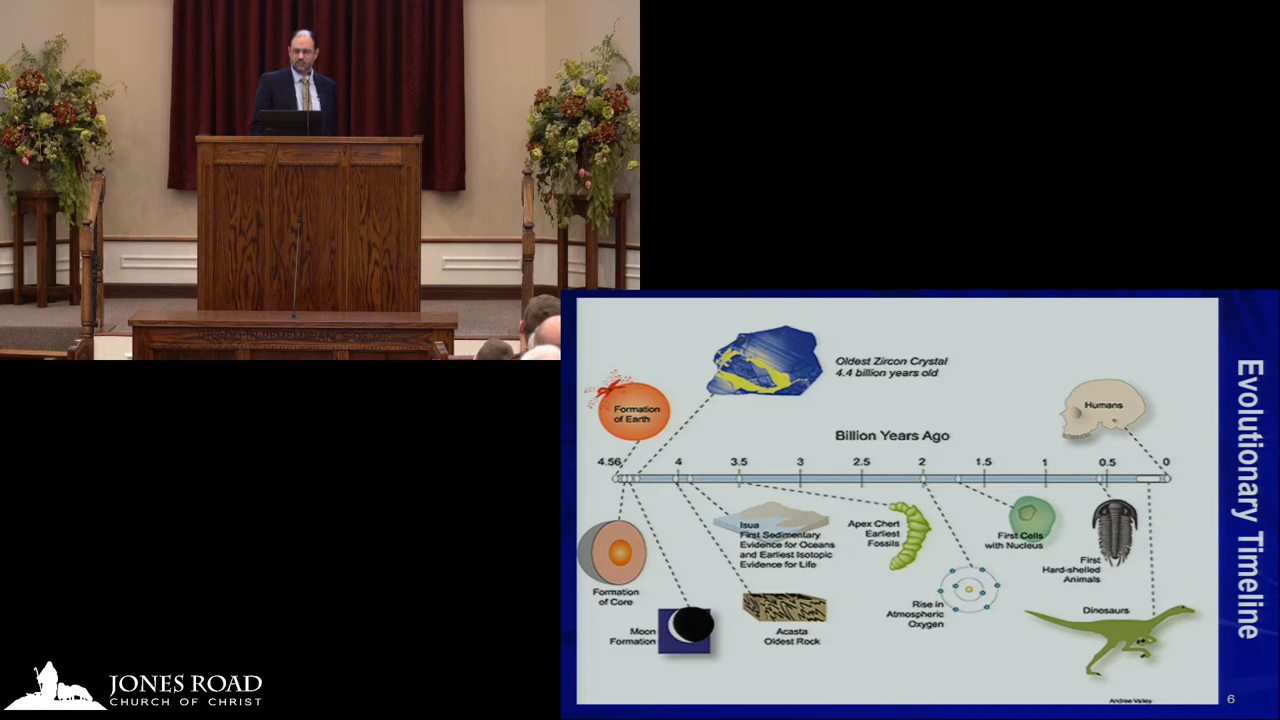 Oldest Zircon Crystal
4.4 billion years old
Formation
of Earth
Humans
Billion Years Ago
4.56 4 3.5 3 2.5 2 1.5 1 0.5 0
Isua
First Sedimentary
Evidence for Oceans
and Earliest Isotopic
Evidence for Life
Apex Chert
Earliest
Fossils
First Cells
with Nucleus
First
Hard-shelled
Animals
Formation
of Core
Moon
Formation
Acasta
Oldest Rock
Rise in
Atmospheric
Oxygen
Dinosaurs
Andree Valley
Evolutionary Timeline
6
JONES ROAD
CHURCH OF CHRIST